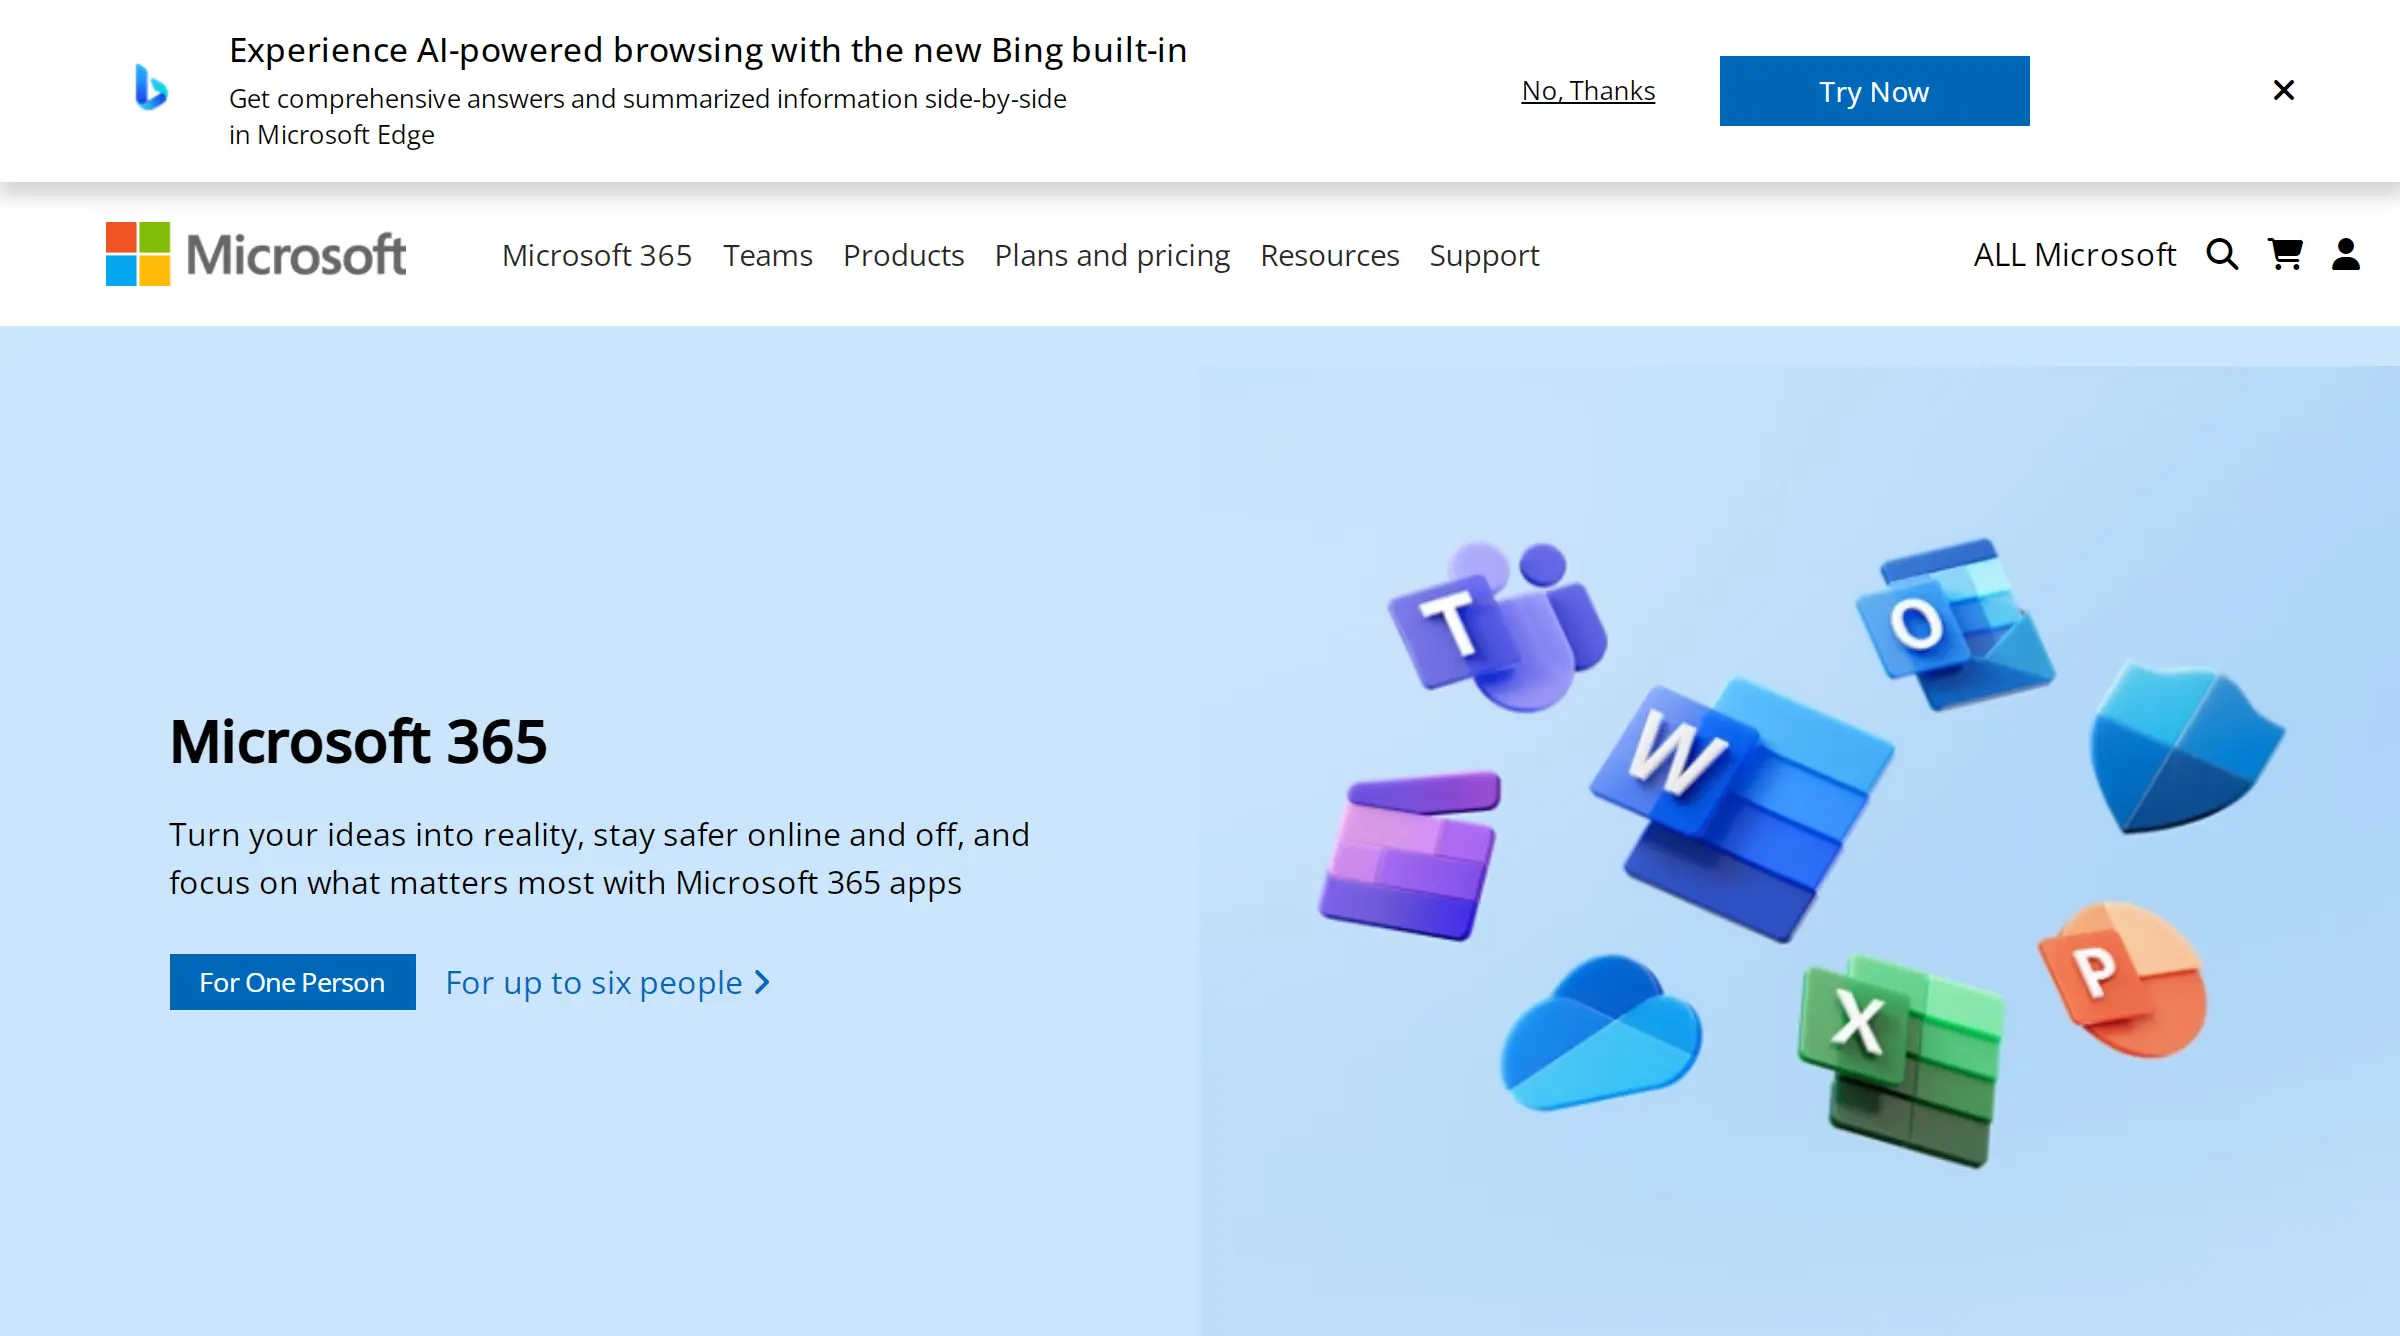 Experience AI-powered browsing with the new Bing built-in
Get comprehensive answers and summarized information side-by-side
in Microsoft Edge
No, Thanks
Try Now
Microsoft
Microsoft 365
Teams
Products
Plans and pricing
Resources
Support
ALL Microsoft
Microsoft 365
Turn your ideas into reality, stay safer online and off, and
focus on what matters most with Microsoft 365 apps
For One Person
For up to six people
T
O
W
P
X